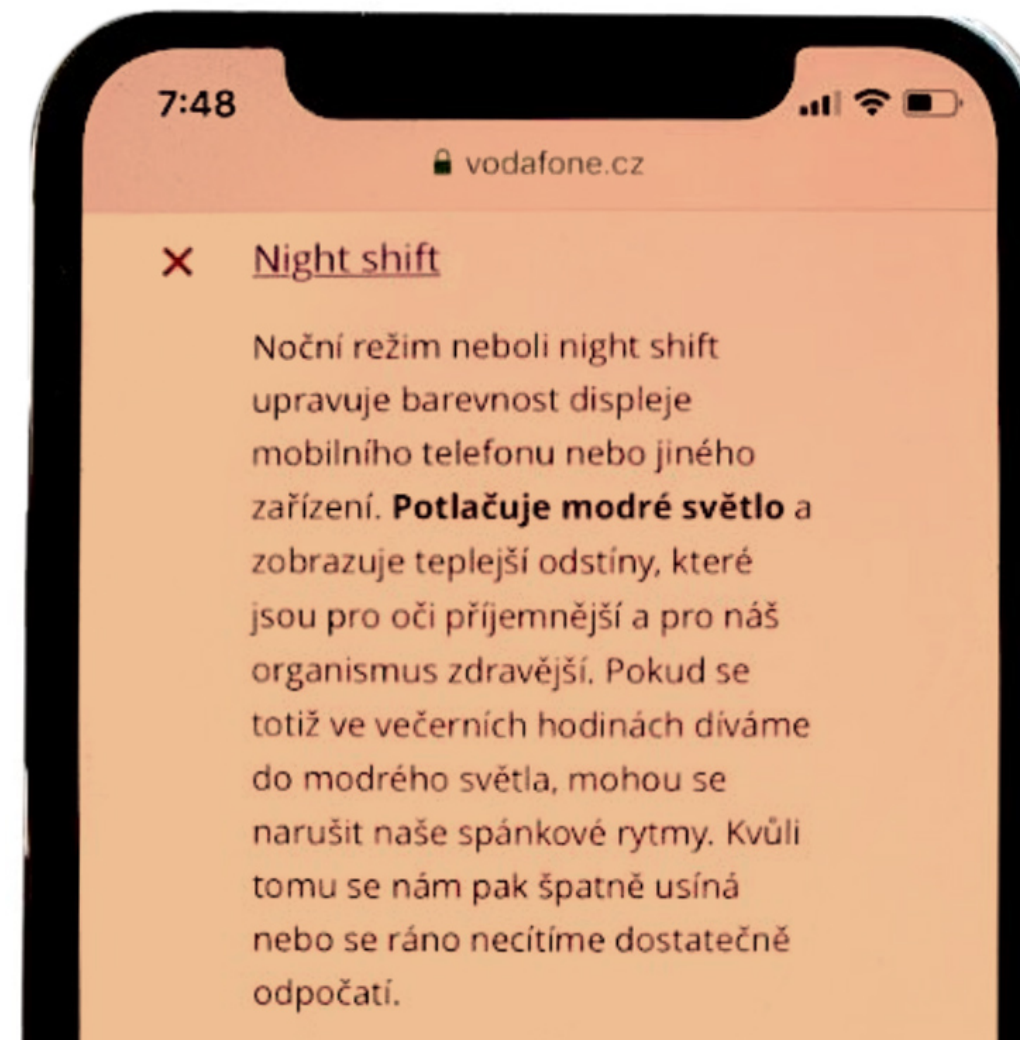 7:48
vodafone.cz
Night shift
Noční režim neboli night shift
upravuje barevnost displeje
mobilního telefonu nebo jiného
zařízení. Potlačuje modré světlo a
zobrazuje teplejší odstíny, které
jsou pro oči příjemnější a pro náš
organismus zdravější. Pokud se
totiž ve večerních hodinách díváme
do modrého světla, mohou se
narušit naše spánkové rytmy. Kvůli
tomu se nám pak špatně usíná
nebo se ráno necítíme dostatečně
odpočatí.